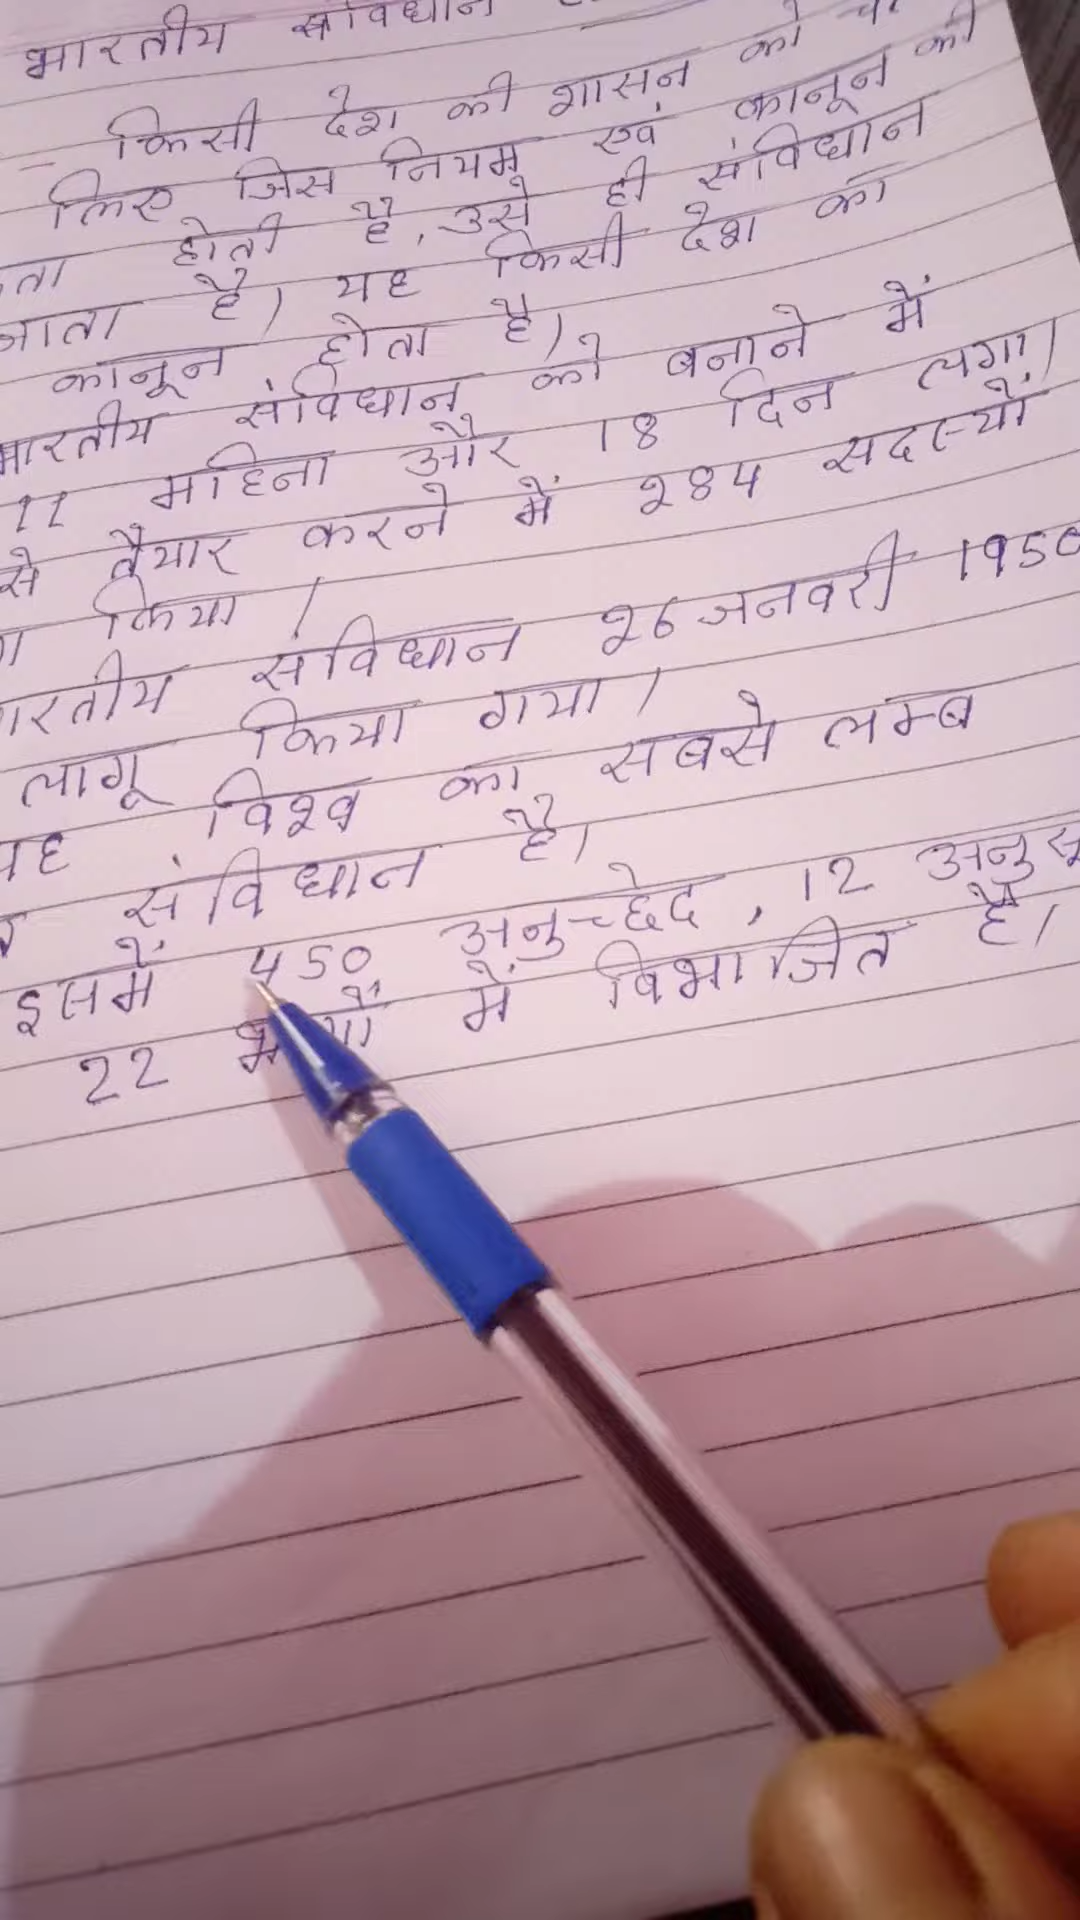 भारतीय संविधान
किसी देश की शासन को
लिए जिस नियम एवं कानून की
होती है, उसे ही संविधान
जाता है। यह किसी देश का
कानून होता है।
भारतीय संविधान को बनाने में
11 महिना और 18 दिन लगा।
से तैयार करने में 284 सदस्यों
किया।
भारतीय संविधान 26 जनवरी 1950
लागू किया गया।
यह विश्व का सबसे लम्ब
संविधान है।
इसमें 450 अनुच्छेद, 12 अनुसू
22 में विभाजित है।